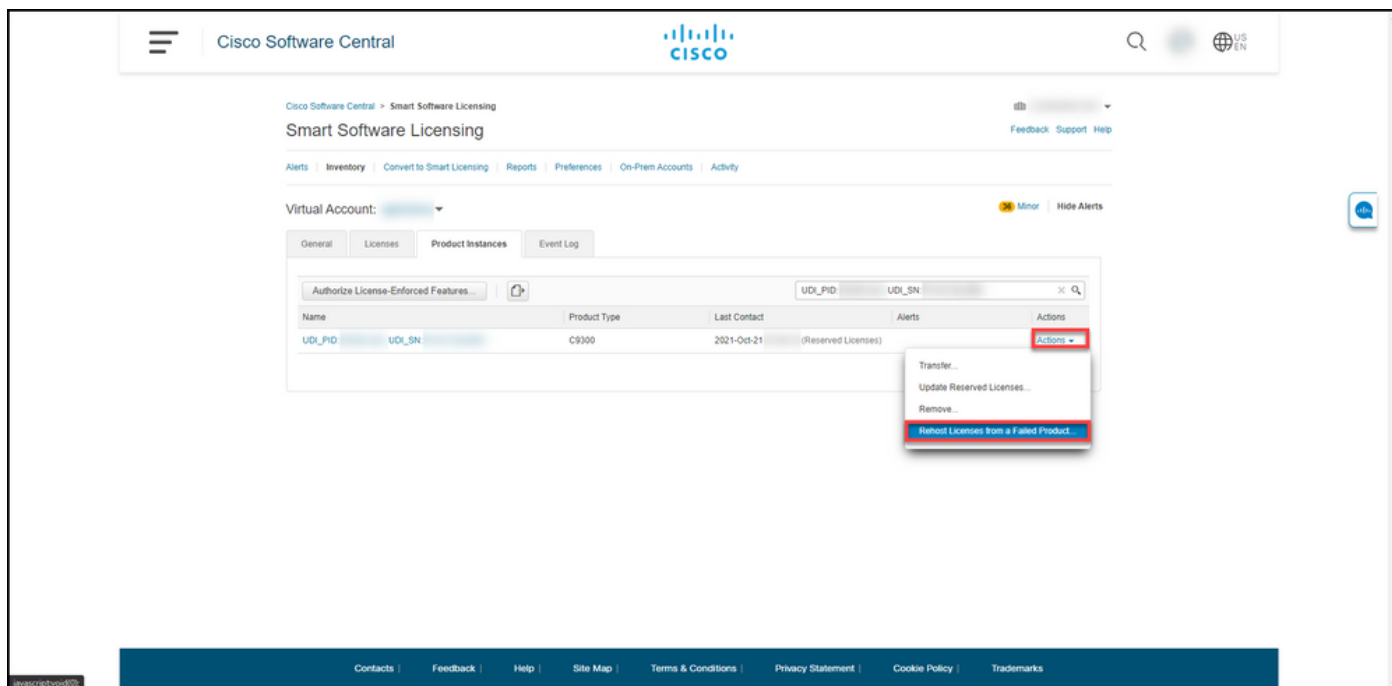 Cisco Software Central
CISCO
US
EN
Cisco Software Central > Smart Software Licensing
Smart Software Licensing
Feedback Support Help
Alerts | Inventory | Convert to Smart Licensing | Reports | Preferences | On-Prem Accounts | Activity
Virtual Account:
36 Minor | Hide Alerts
General Licenses Product Instances Event Log
Authorize License-Enforced Features...
UDI_PID: UDI_SN:
Name Product Type Last Contact Alerts Actions
UDI_PID: UDI_SN: C9300 2021-Oct-21 (Reserved Licenses) Actions
Transfer...
Update Reserved Licenses...
Remove...
Rehost Licenses from a Failed Product...
Contacts | Feedback | Help | Site Map | Terms & Conditions | Privacy Statement | Cookie Policy | Trademarks
javascript:void(0);